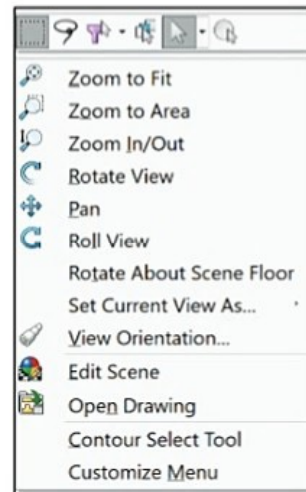 Zoom to Fit
Zoom to Area
Zoom In/Out
Rotate View
Pan
Roll View
Rotate About Scene Floor
Set Current View As...
View Orientation...
Edit Scene
Open Drawing
Contour Select Tool
Customize Menu